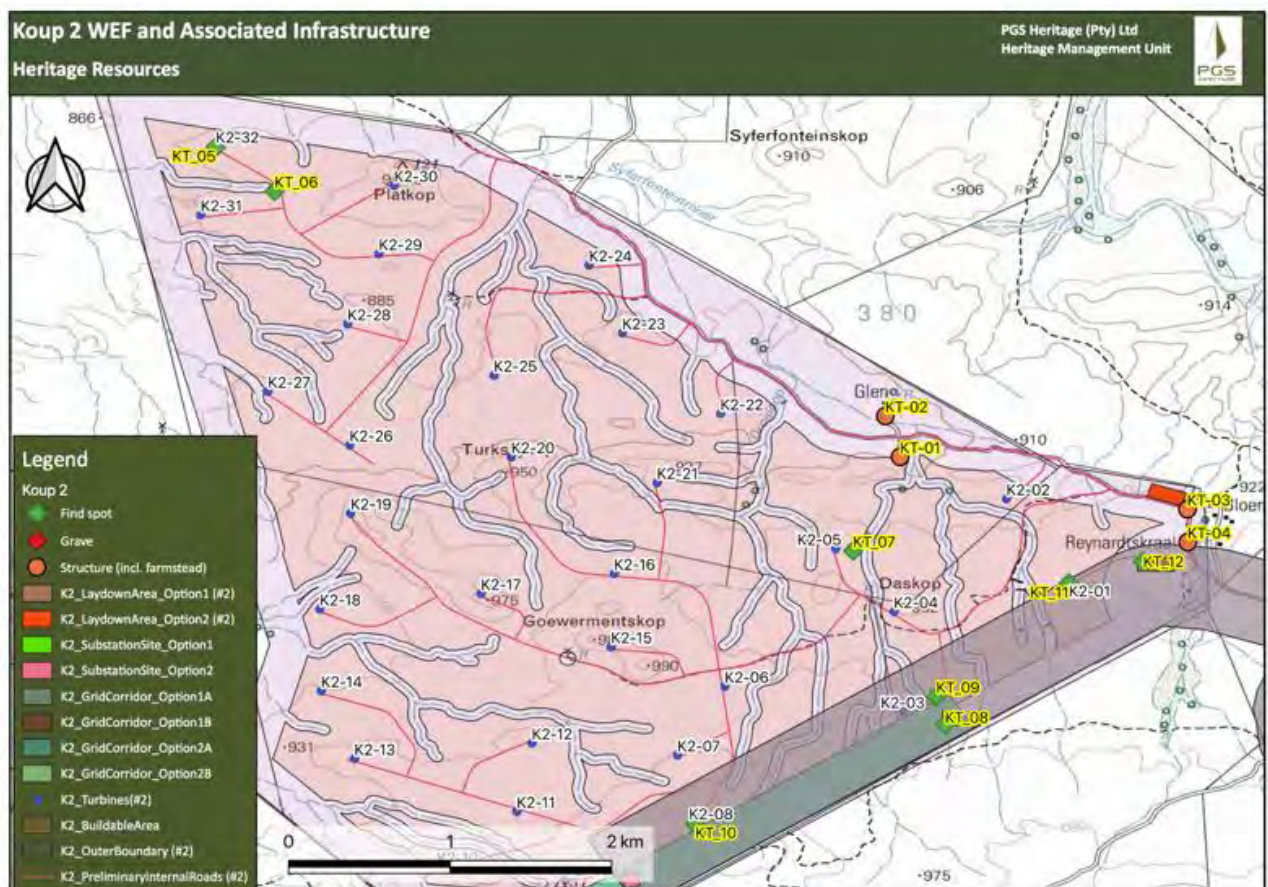 Koup 2 WEF and Associated Infrastructure
Heritage Resources
PGS Heritage (Pty) Ltd
Heritage Management Unit
PGS
866
K2-32
KT_05
KT_06
K2-30
Platkop
K2-31
K2-29
Syferfonteinskop
910
Syferfonteinrivier
906
K2-24
885
K2-28
K2-23
380
914
K2-25
K2-27
K2-22
Glen
KT-02
K2-26
Turks
K2-20
950
KT-01
910
K2-21
K2-02
922
KT-03
K2-19
K2-05
KT_07
Reynardtskraal
KT-04
KT_12
K2-16
Daskop
KT_11
K2-01
K2-18
K2-17
975
K2-04
Goewermentskop
K2-15
990
K2-14
K2-06
K2-03
KT_09
KT_08
931
K2-13
K2-12
K2-07
K2-11
K2-08
KT_10
975
0 1 2 km
Legend
Koup 2
Find spot
Grave
Structure (incl. farmstead)
K2_LaydownArea_Option1 (#2)
K2_LaydownArea_Option2 (#2)
K2_SubstationSite_Option1
K2_SubstationSite_Option2
K2_GridCorridor_Option1A
K2_GridCorridor_Option1B
K2_GridCorridor_Option2A
K2_GridCorridor_Option2B
K2_Turbines(#2)
K2_BuildableArea
K2_OuterBoundary (#2)
K2_PreliminaryInternalRoads (#2)